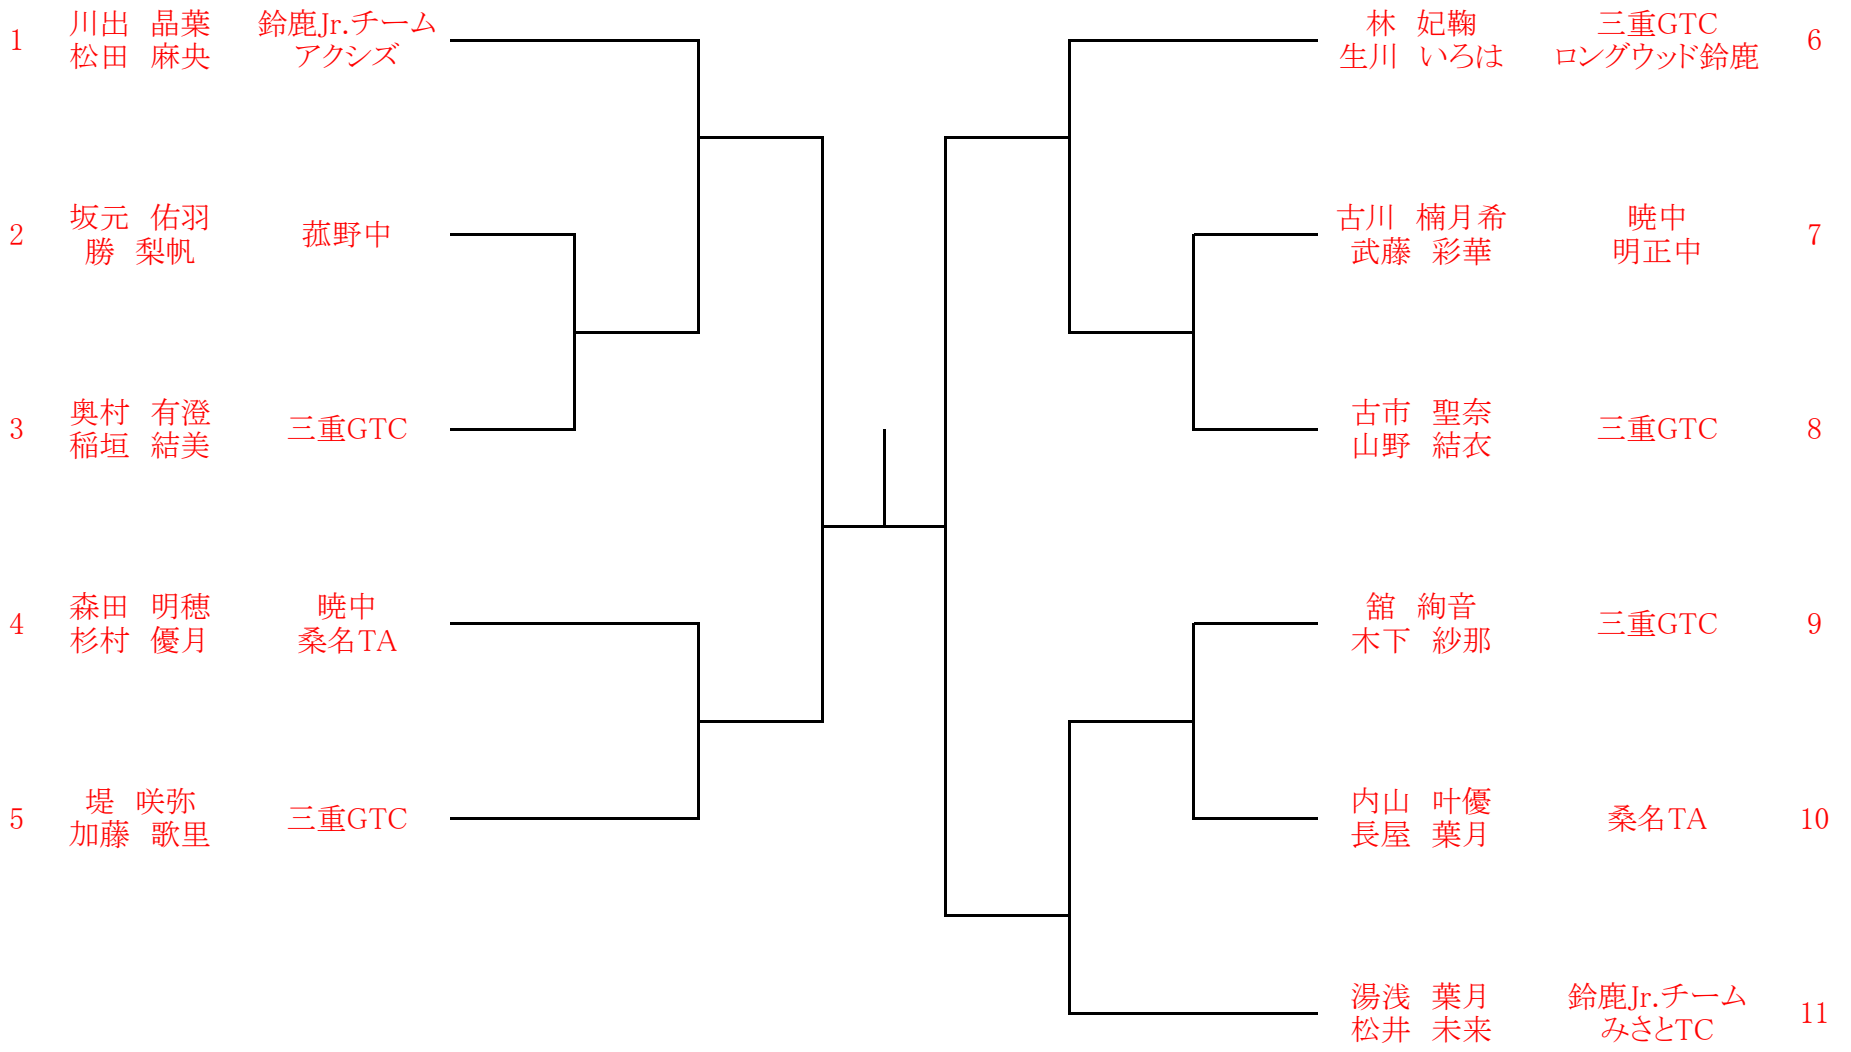 1 川出 晶葉 鈴鹿Jr.チーム
松田 麻央 アクシズ
2 坂元 佑羽 菰野中
勝 梨帆
3 奥村 有澄 三重GTC
稲垣 結美
4 森田 明穂 暁中
杉村 優月 桑名TA
5 堤 咲弥 三重GTC
加藤 歌里
林 妃鞠 三重GTC 6
生川 いろは ロングウッド鈴鹿
古川 楠月希 暁中 7
武藤 彩華 明正中
古市 聖奈 三重GTC 8
山野 結衣
舘 絢音 三重GTC 9
木下 紗那
内山 叶優 桑名TA 10
長屋 葉月
湯浅 葉月 鈴鹿Jr.チーム 11
松井 未来 みさとTC